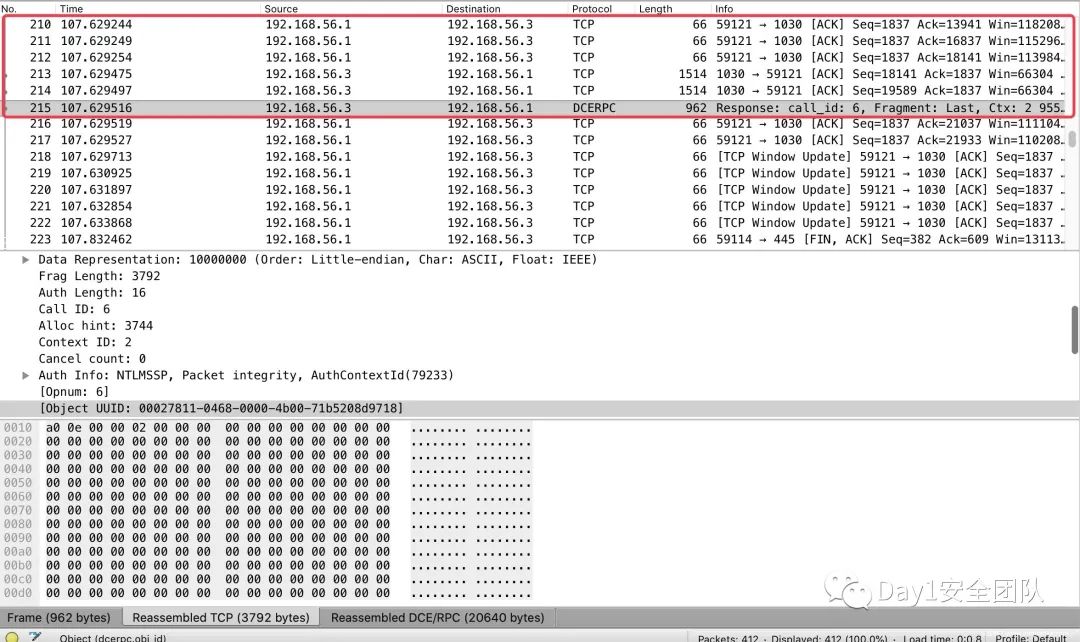 No. Time Source Destination Protocol Length Info
210 107.629244 192.168.56.1 192.168.56.3 TCP 66 59121 → 1030 [ACK] Seq=1837 Ack=13941 Win=118208…
211 107.629249 192.168.56.1 192.168.56.3 TCP 66 59121 → 1030 [ACK] Seq=1837 Ack=16837 Win=115296…
212 107.629254 192.168.56.1 192.168.56.3 TCP 66 59121 → 1030 [ACK] Seq=1837 Ack=18141 Win=113984…
213 107.629475 192.168.56.3 192.168.56.1 TCP 1514 1030 → 59121 [ACK] Seq=18141 Ack=1837 Win=66304 …
214 107.629497 192.168.56.3 192.168.56.1 TCP 1514 1030 → 59121 [ACK] Seq=19589 Ack=1837 Win=66304 …
215 107.629516 192.168.56.3 192.168.56.1 DCERPC 962 Response: call_id: 6, Fragment: Last, Ctx: 2 955…
216 107.629519 192.168.56.1 192.168.56.3 TCP 66 59121 → 1030 [ACK] Seq=1837 Ack=21037 Win=111104…
217 107.629527 192.168.56.1 192.168.56.3 TCP 66 59121 → 1030 [ACK] Seq=1837 Ack=21933 Win=110208…
218 107.629713 192.168.56.1 192.168.56.3 TCP 66 [TCP Window Update] 59121 → 1030 [ACK] Seq=1837 …
219 107.630925 192.168.56.1 192.168.56.3 TCP 66 [TCP Window Update] 59121 → 1030 [ACK] Seq=1837 …
220 107.631897 192.168.56.1 192.168.56.3 TCP 66 [TCP Window Update] 59121 → 1030 [ACK] Seq=1837 …
221 107.632854 192.168.56.1 192.168.56.3 TCP 66 [TCP Window Update] 59121 → 1030 [ACK] Seq=1837 …
222 107.633868 192.168.56.1 192.168.56.3 TCP 66 [TCP Window Update] 59121 → 1030 [ACK] Seq=1837 …
223 107.832462 192.168.56.1 192.168.56.3 TCP 66 59114 → 445 [FIN, ACK] Seq=382 Ack=609 Win=13113…
Data Representation: 10000000 (Order: Little-endian, Char: ASCII, Float: IEEE)
Frag Length: 3792
Auth Length: 16
Call ID: 6
Alloc hint: 3744
Context ID: 2
Cancel count: 0
Auth Info: NTLMSSP, Packet integrity, AuthContextId(79233)
[Opnum: 6]
[Object UUID: 00027811-0468-0000-4b00-71b5208d9718]
0010 a0 0e 00 00 02 00 00 00 00 00 00 00 00 00 00 00 ........ ........
0020 00 00 00 00 00 00 00 00 00 00 00 00 00 00 00 00 ........ ........
0030 00 00 00 00 00 00 00 00 00 00 00 00 00 00 00 00 ........ ........
0040 00 00 00 00 00 00 00 00 00 00 00 00 00 00 00 00 ........ ........
0050 00 00 00 00 00 00 00 00 00 00 00 00 00 00 00 00 ........ ........
0060 00 00 00 00 00 00 00 00 00 00 00 00 00 00 00 00 ........ ........
0070 00 00 00 00 00 00 00 00 00 00 00 00 00 00 00 00 ........ ........
0080 00 00 00 00 00 00 00 00 00 00 00 00 00 00 00 00 ........ ........
0090 00 00 00 00 00 00 00 00 00 00 00 00 00 00 00 00 ........ ........
00a0 00 00 00 00 00 00 00 00 00 00 00 00 00 00 00 00 ........ ........
00b0 00 00 00 00 00 00 00 00 00 00 00 00 00 00 00 00 ........ ........
00c0 00 00 00 00 00 00 00 00 00 00 00 00 00 00 00 00 ........ ........
00d0 00 00 00 00 00 00 00 00 00 00 00 00 00 00 00 00 ........ ........
Day1安全团队
Frame (962 bytes) Reassembled TCP (3792 bytes) Reassembled DCE/RPC (20640 bytes)
Object (dcerpc.obj_id) Packets: 412 · Displayed: 412 (100.0%) · Load time: 0:0.8 Profile: Default